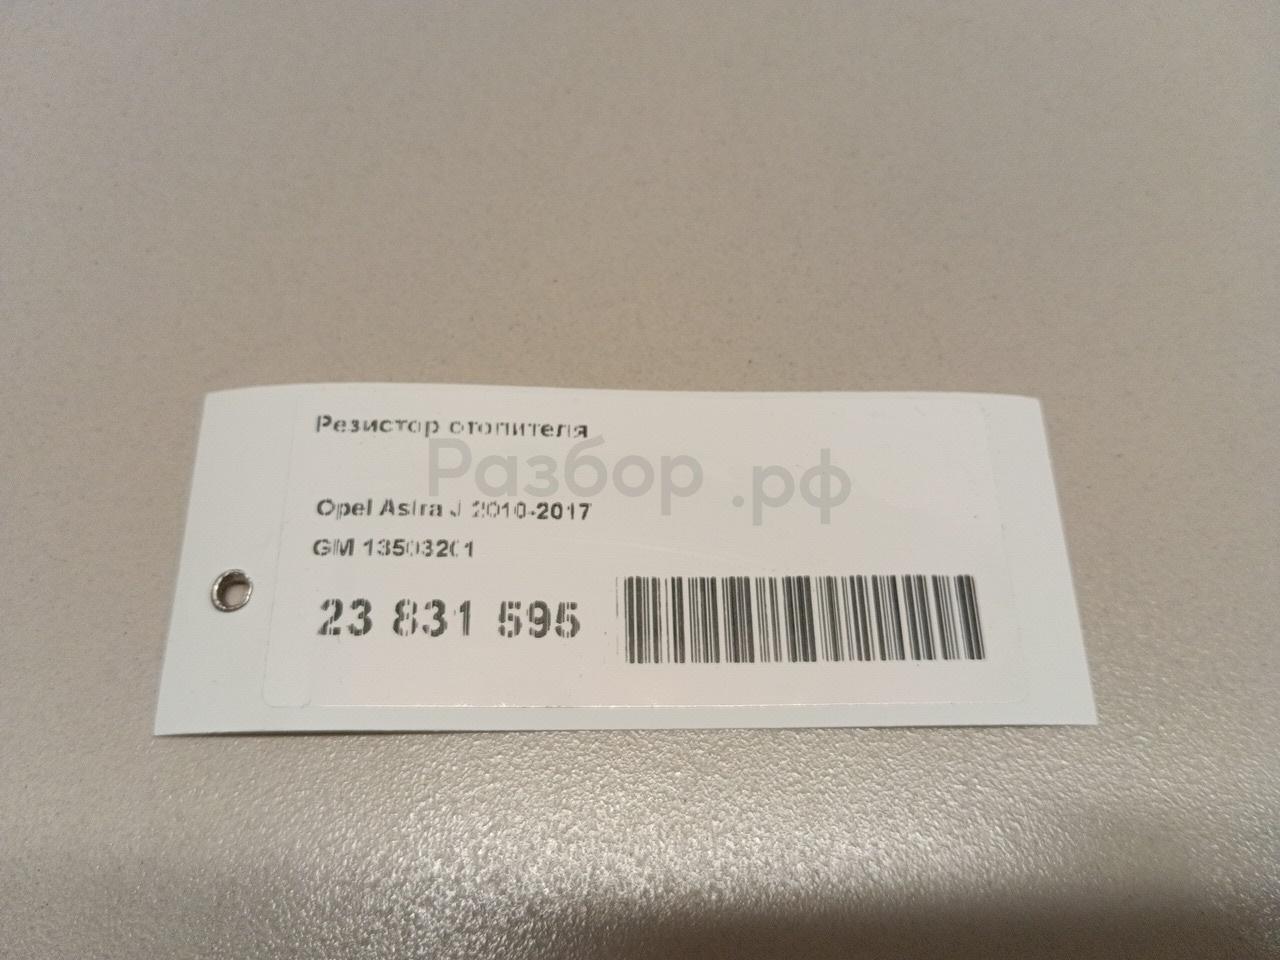 Резистор отопителя
Разбор.рф
Opel Astra J 2010-2017
GM 13503201
23 831 595